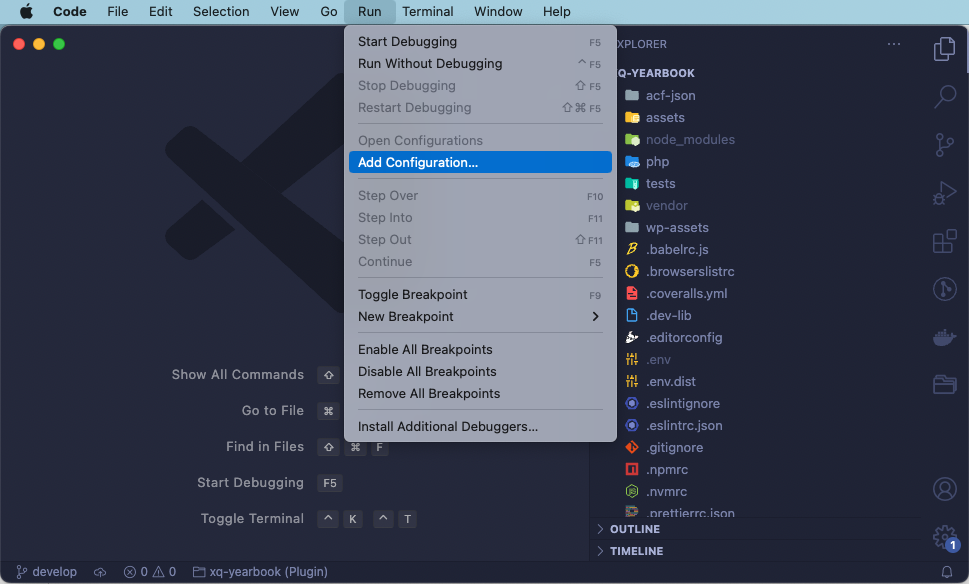 Code File Edit Selection View Go Run Terminal Window Help
Start Debugging F5
Run Without Debugging ⌃ F5
Stop Debugging ⇧ F5
Restart Debugging ⇧ ⌘ F5
Open Configurations
Add Configuration...
Step Over F10
Step Into F11
Step Out ⇧ F11
Continue F5
Toggle Breakpoint F9
New Breakpoint
Enable All Breakpoints
Disable All Breakpoints
Remove All Breakpoints
Install Additional Debuggers...
Show All Commands ⇧
Go to File ⌘
Find in Files ⇧ ⌘ F
Start Debugging F5
Toggle Terminal ⌃ K ⌃ T
XPLORER
Q-YEARBOOK
acf-json
assets
node_modules
php
tests
vendor
wp-assets
.babelrc.js
.browserslistrc
.coveralls.yml
.dev-lib
.editorconfig
.env
.env.dist
.eslintignore
.eslintrc.json
.gitignore
.npmrc
.nvmrc
.prettierrc.json
OUTLINE
TIMELINE
1
develop 0 0 xq-yearbook (Plugin)